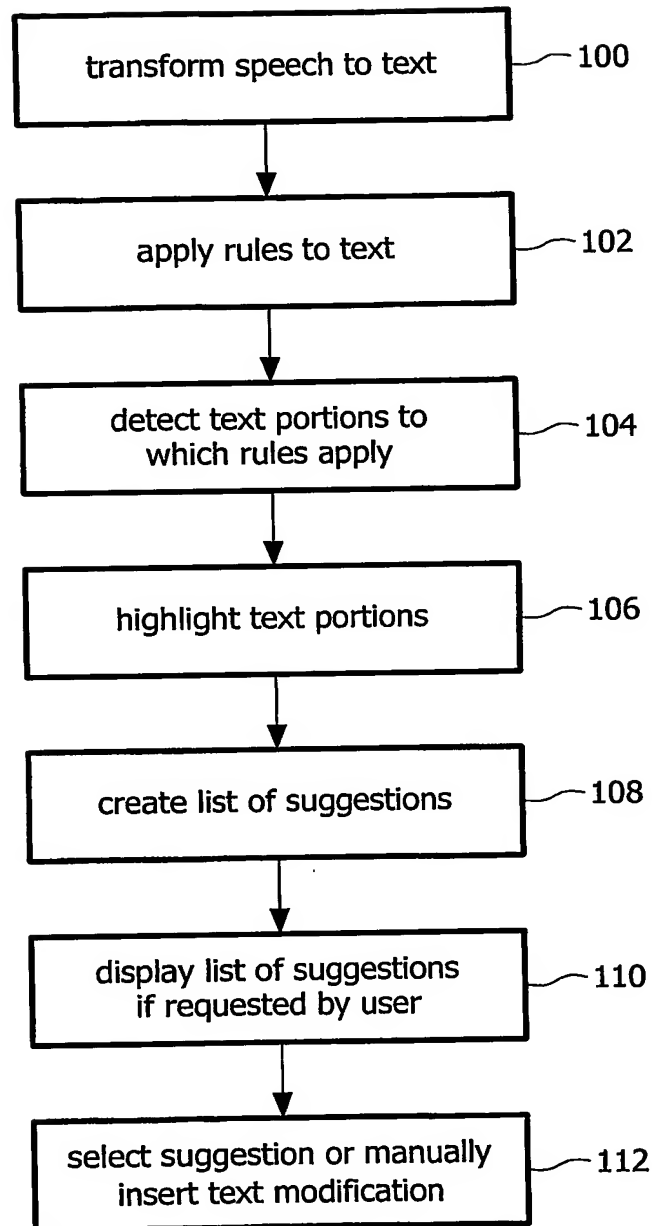 transform speech to text
100
apply rules to text
102
detect text portions to
which rules apply
104
highlight text portions
106
create list of suggestions
108
display list of suggestions
if requested by user
110
select suggestion or manually
insert text modification
112